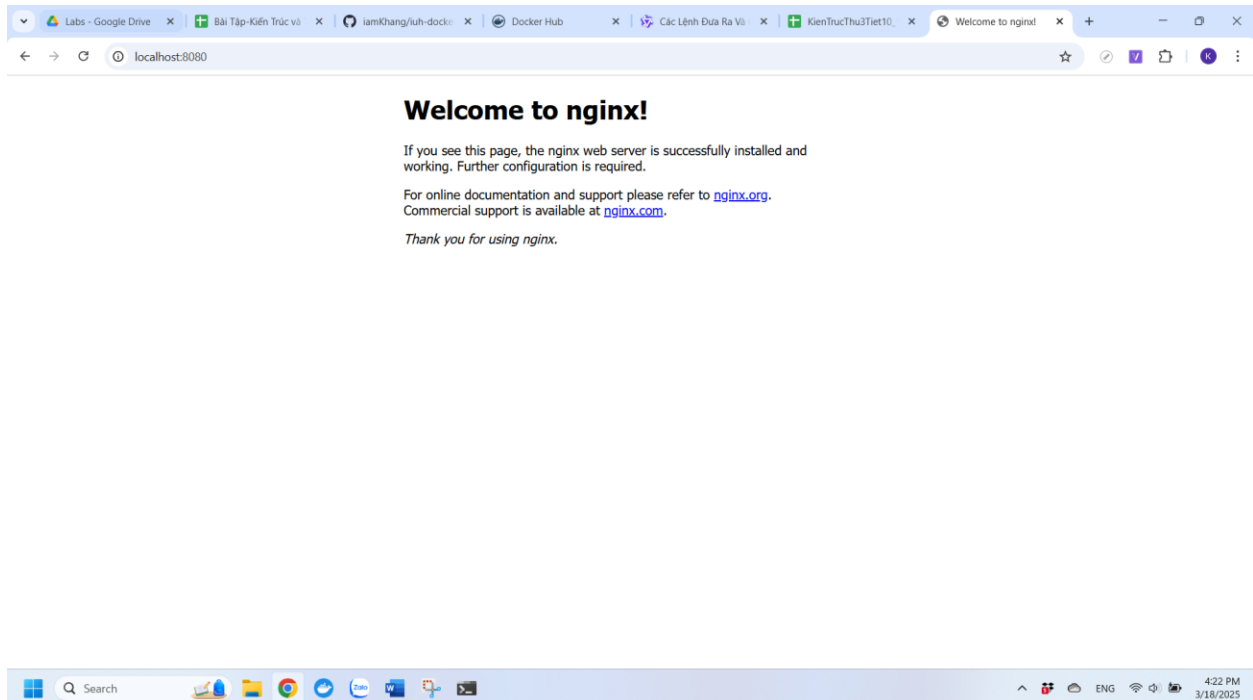 Labs - Google Drive
Bài Tập-Kiến Trúc và
iamKhang/iuh-docke
Docker Hub
Các Lệnh Đưa Ra Và
KienTrucThu3Tiet10_
Welcome to nginx!
localhost:8080
K
Welcome to nginx!
If you see this page, the nginx web server is successfully installed and
working. Further configuration is required.
For online documentation and support please refer to nginx.org.
Commercial support is available at nginx.com.
Thank you for using nginx.
Search
Zalo
ENG
4:22 PM
3/18/2025